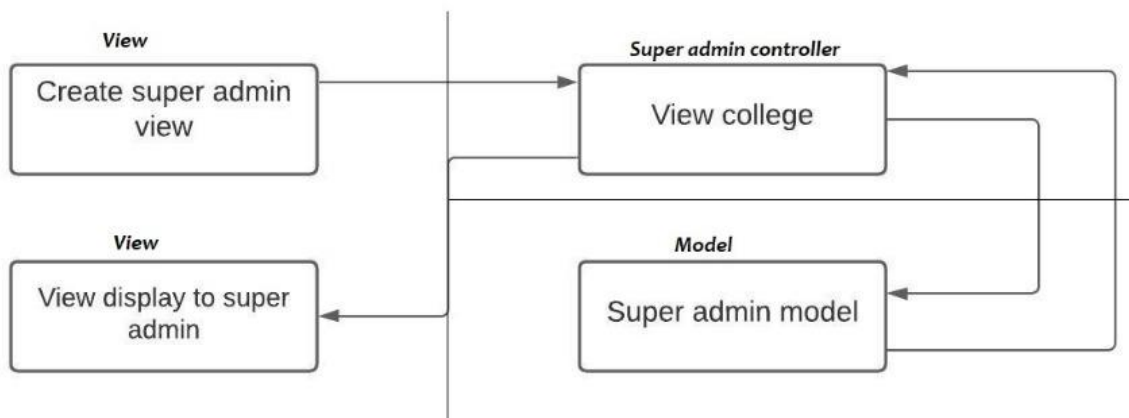 View
Create super admin
view
Super admin controller
View college
View
View display to super
admin
Model
Super admin model